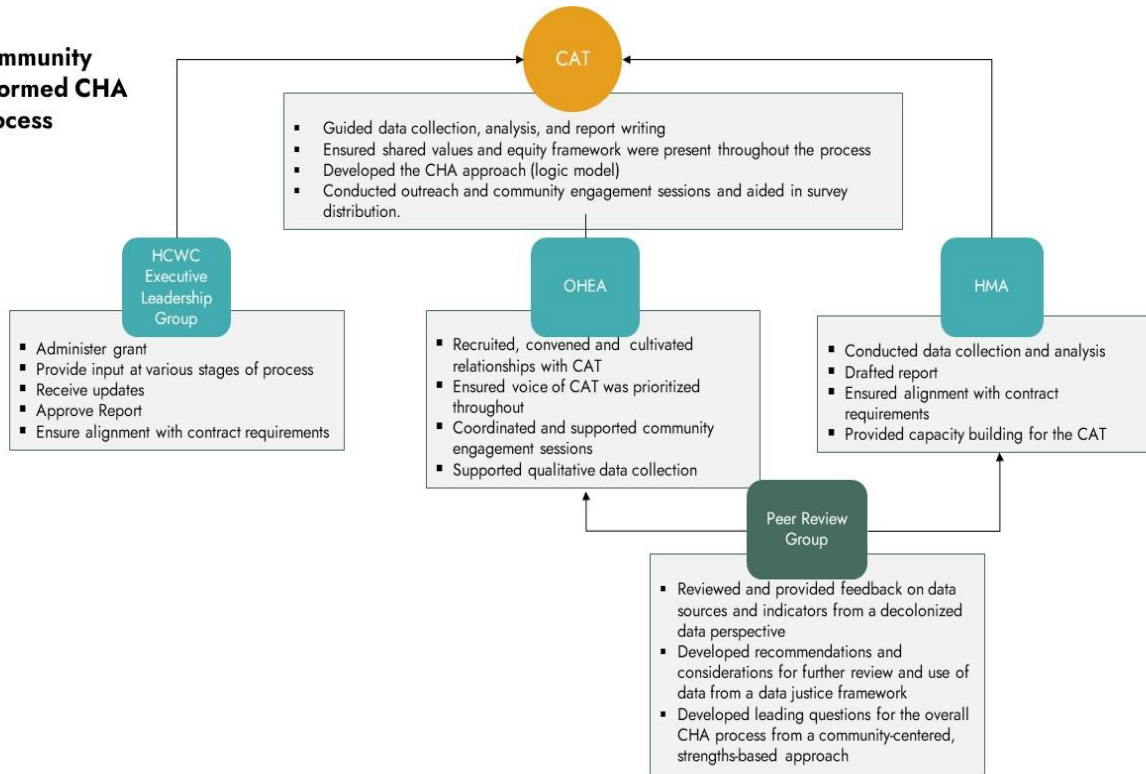 mmunity
ormed CHA
ocess
CAT
▪ Guided data collection, analysis, and report writing
▪ Ensured shared values and equity framework were present throughout the process
▪ Developed the CHA approach (logic model)
▪ Conducted outreach and community engagement sessions and aided in survey
distribution.
HCWC
Executive
Leadership
Group
▪ Administer grant
▪ Provide input at various stages of process
▪ Receive updates
▪ Approve Report
▪ Ensure alignment with contract requirements
OHEA
▪ Recruited, convened and cultivated
relationships with CAT
▪ Ensured voice of CAT was prioritized
throughout
▪ Coordinated and supported community
engagement sessions
▪ Supported qualitative data collection
HMA
▪ Conducted data collection and analysis
▪ Drafted report
▪ Ensured alignment with contract
requirements
▪ Provided capacity building for the CAT
Peer Review
Group
▪ Reviewed and provided feedback on data
sources and indicators from a decolonized
data perspective
▪ Developed recommendations and
considerations for further review and use of
data from a data justice framework
▪ Developed leading questions for the overall
CHA process from a community-centered,
strengths-based approach